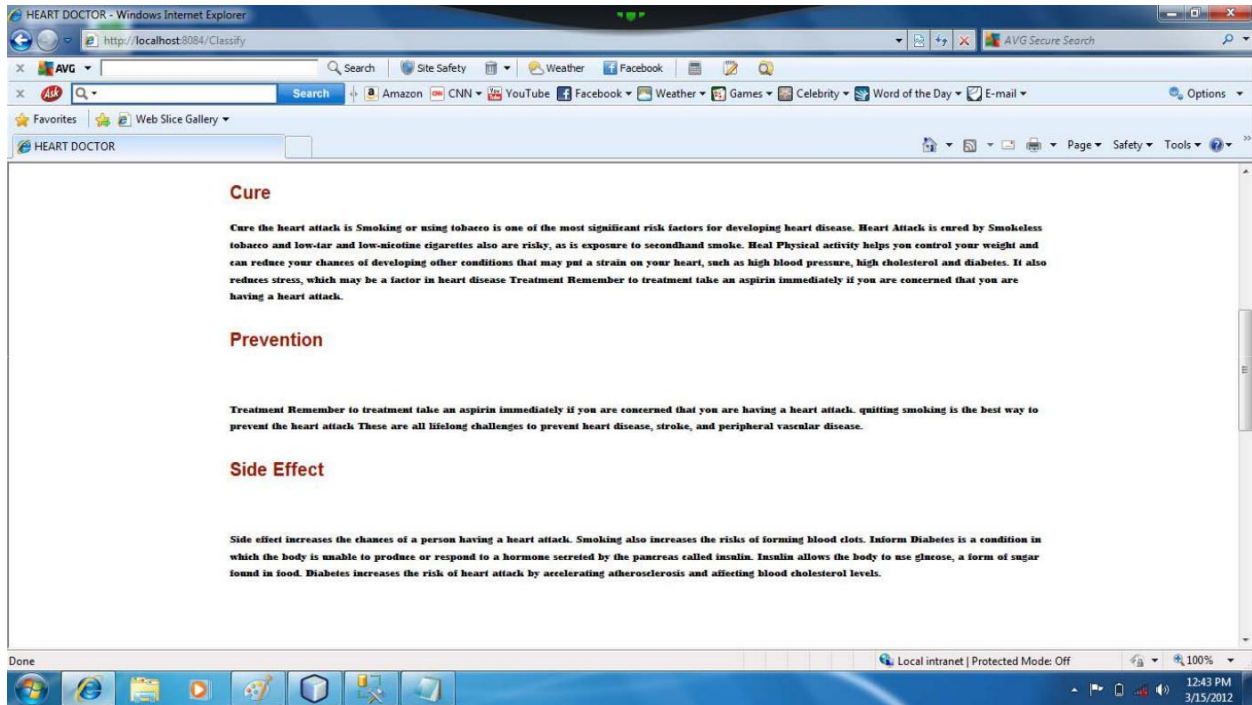 HEART DOCTOR - Windows Internet Explorer
http://localhost:8084/Classify
AVG Secure Search
AVG Search Site Safety Weather Facebook
Ask Search Amazon CNN YouTube Facebook Weather Games Celebrity Word of the Day E-mail Options
Favorites Web Slice Gallery
HEART DOCTOR Page Safety Tools
Cure
Cure the heart attack is Smoking or using tobacco is one of the most significant risk factors for developing heart disease. Heart Attack is cured by Smokeless
tobacco and low-tar and low-nicotine cigarettes also are risky, as is exposure to secondhand smoke. Heal Physical activity helps you control your weight and
can reduce your chances of developing other conditions that may put a strain on your heart, such as high blood pressure, high cholesterol and diabetes. It also
reduces stress, which may be a factor in heart disease Treatment Remember to treatment take an aspirin immediately if you are concerned that you are
having a heart attack.
Prevention
Treatment Remember to treatment take an aspirin immediately if you are concerned that you are having a heart attack. quitting smoking is the best way to
prevent the heart attack These are all lifelong challenges to prevent heart disease, stroke, and peripheral vascular disease.
Side Effect
Side effect increases the chances of a person having a heart attack. Smoking also increases the risks of forming blood clots. Inform Diabetes is a condition in
which the body is unable to produce or respond to a hormone secreted by the pancreas called insulin. Insulin allows the body to use glucose, a form of sugar
found in food. Diabetes increases the risk of heart attack by accelerating atherosclerosis and affecting blood cholesterol levels.
Done Local intranet | Protected Mode: Off 100%
12:43 PM
3/15/2012